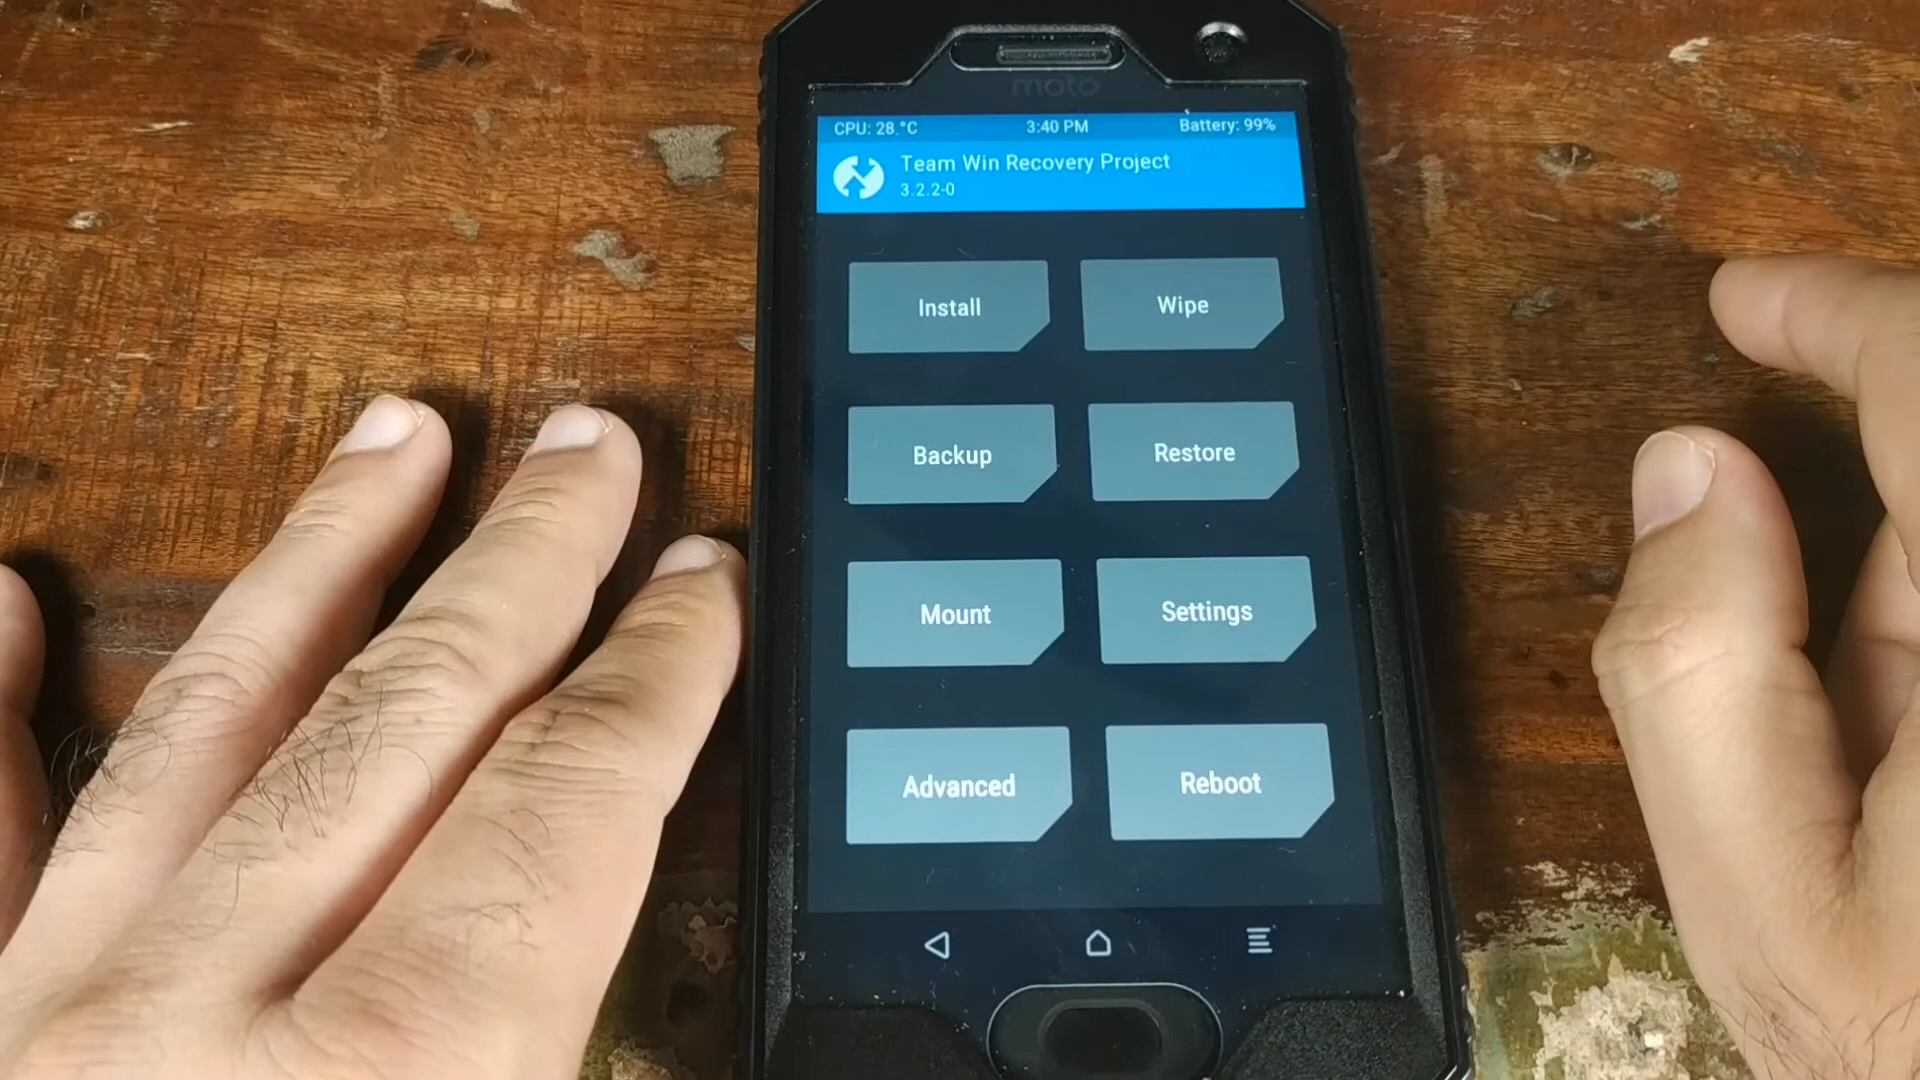 moto
CPU: 28.°C 3:40 PM Battery: 99%
Team Win Recovery Project
3.2.2-0
Install Wipe
Backup Restore
Mount Settings
Advanced Reboot